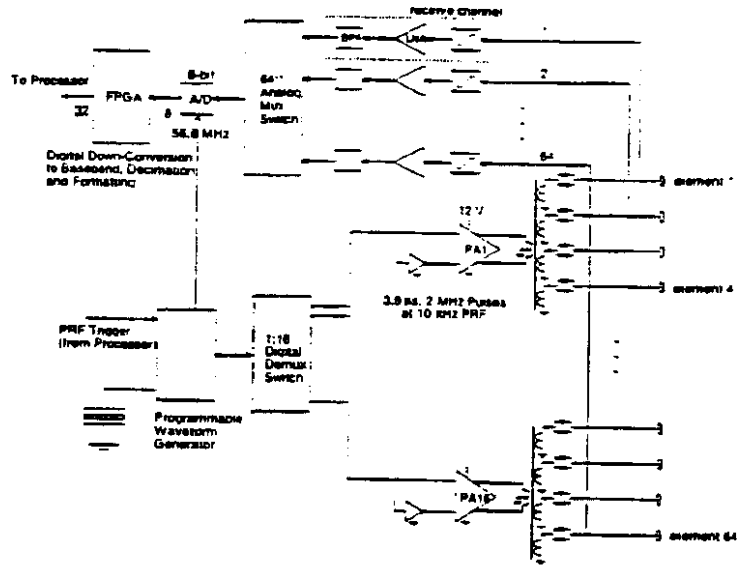 receive channel
BPF
LNA
1
To Processor
32
FPGA
8-bit
A/D
8
56.8 MHz
64:1
Analog
Mux
Switch
2
64
Digital Down-Conversion
to Baseband, Decimation
and Formatting
element 1
12 V
PA1
element 4
3.9 us, 2 MHz Pulses
at 10 kHz PRF
PRF Trigger
(from Processor)
1:16
Digital
Demux
Switch
Programmable
Waveform
Generator
PA16
element 64